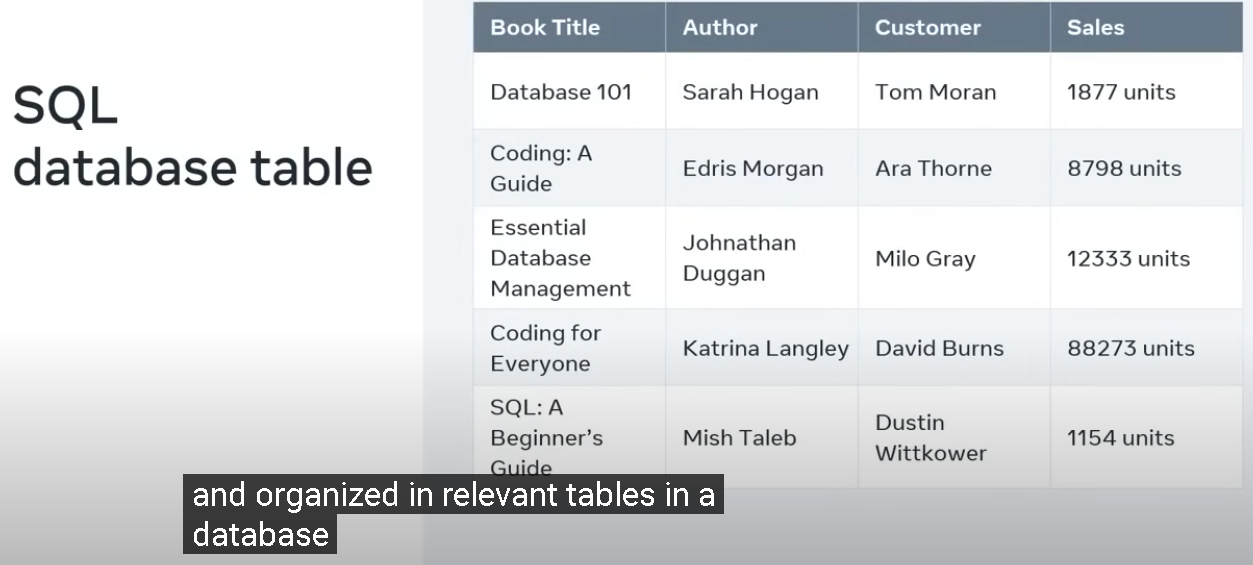 SQL
database table
Book Title Author Customer Sales
Database 101 Sarah Hogan Tom Moran 1877 units
Coding: A
Guide
Edris Morgan Ara Thorne 8798 units
Essential
Database
Management
Johnathan
Duggan
Milo Gray 12333 units
Coding for
Everyone
Katrina Langley David Burns 88273 units
SQL: A
Beginner’s
Guide
Mish Taleb
Dustin
Wittkower
1154 units
and organized in relevant tables in a
database